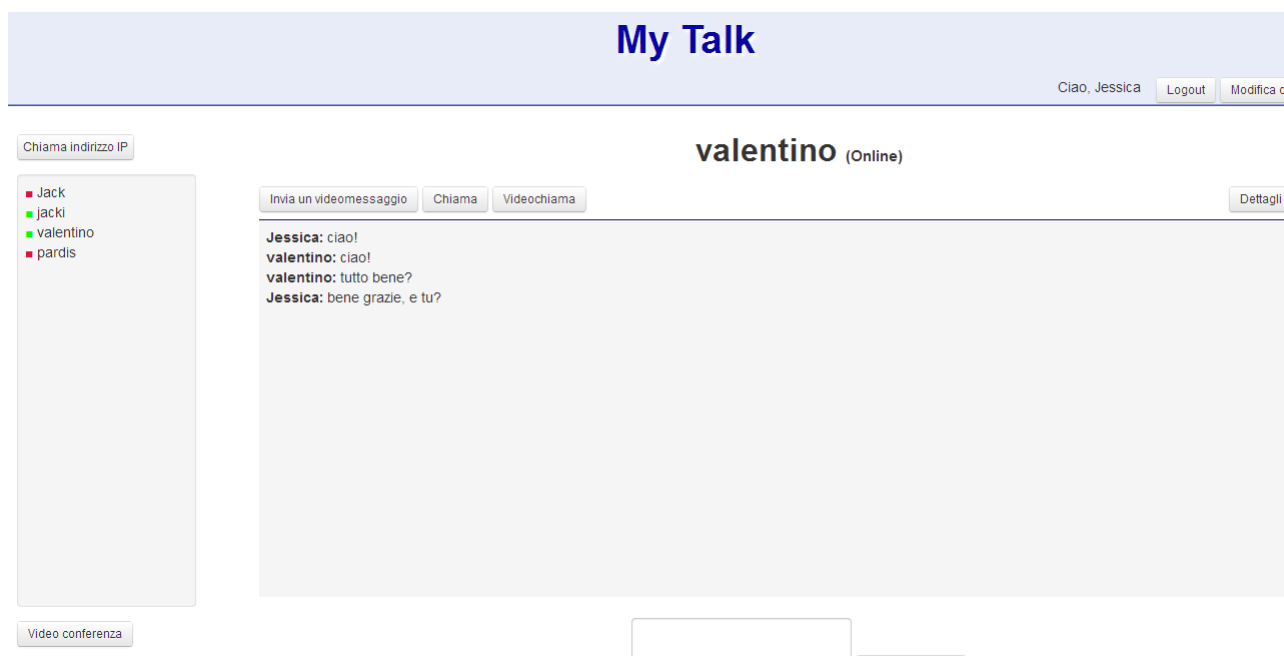 My Talk
Ciao, Jessica Logout Modifica
Chiama indirizzo IP
valentino (Online)
Jack
jacki
valentino
pardis
Invia un videomessaggio Chiama Videochiama Dettagli
Jessica: ciao!
valentino: ciao!
valentino: tutto bene?
Jessica: bene grazie, e tu?
Video conferenza